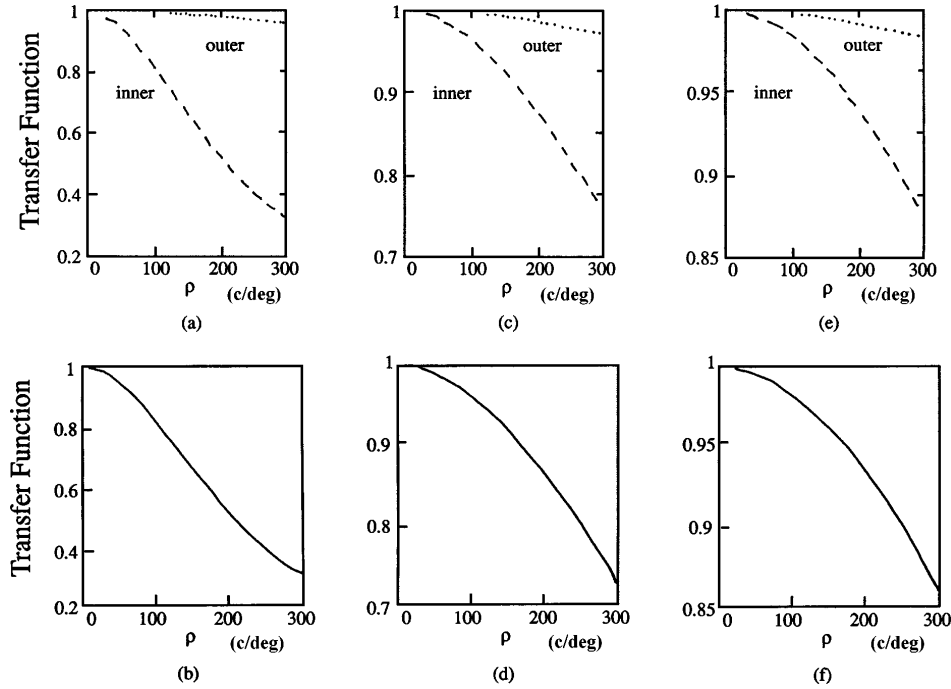 Transfer Function
1
0.8
0.6
0.4
0.2
outer
inner
0 100 200 300
ρ (c/deg)
(a)
1
0.9
0.8
0.7
outer
inner
0 100 200 300
ρ (c/deg)
(c)
1
0.95
0.9
0.85
outer
inner
0 100 200 300
ρ (c/deg)
(e)
Transfer Function
1
0.8
0.6
0.4
0.2
0 100 200 300
ρ (c/deg)
(b)
1
0.9
0.8
0.7
0 100 200 300
ρ (c/deg)
(d)
1
0.95
0.9
0.85
0 100 200 300
ρ (c/deg)
(f)